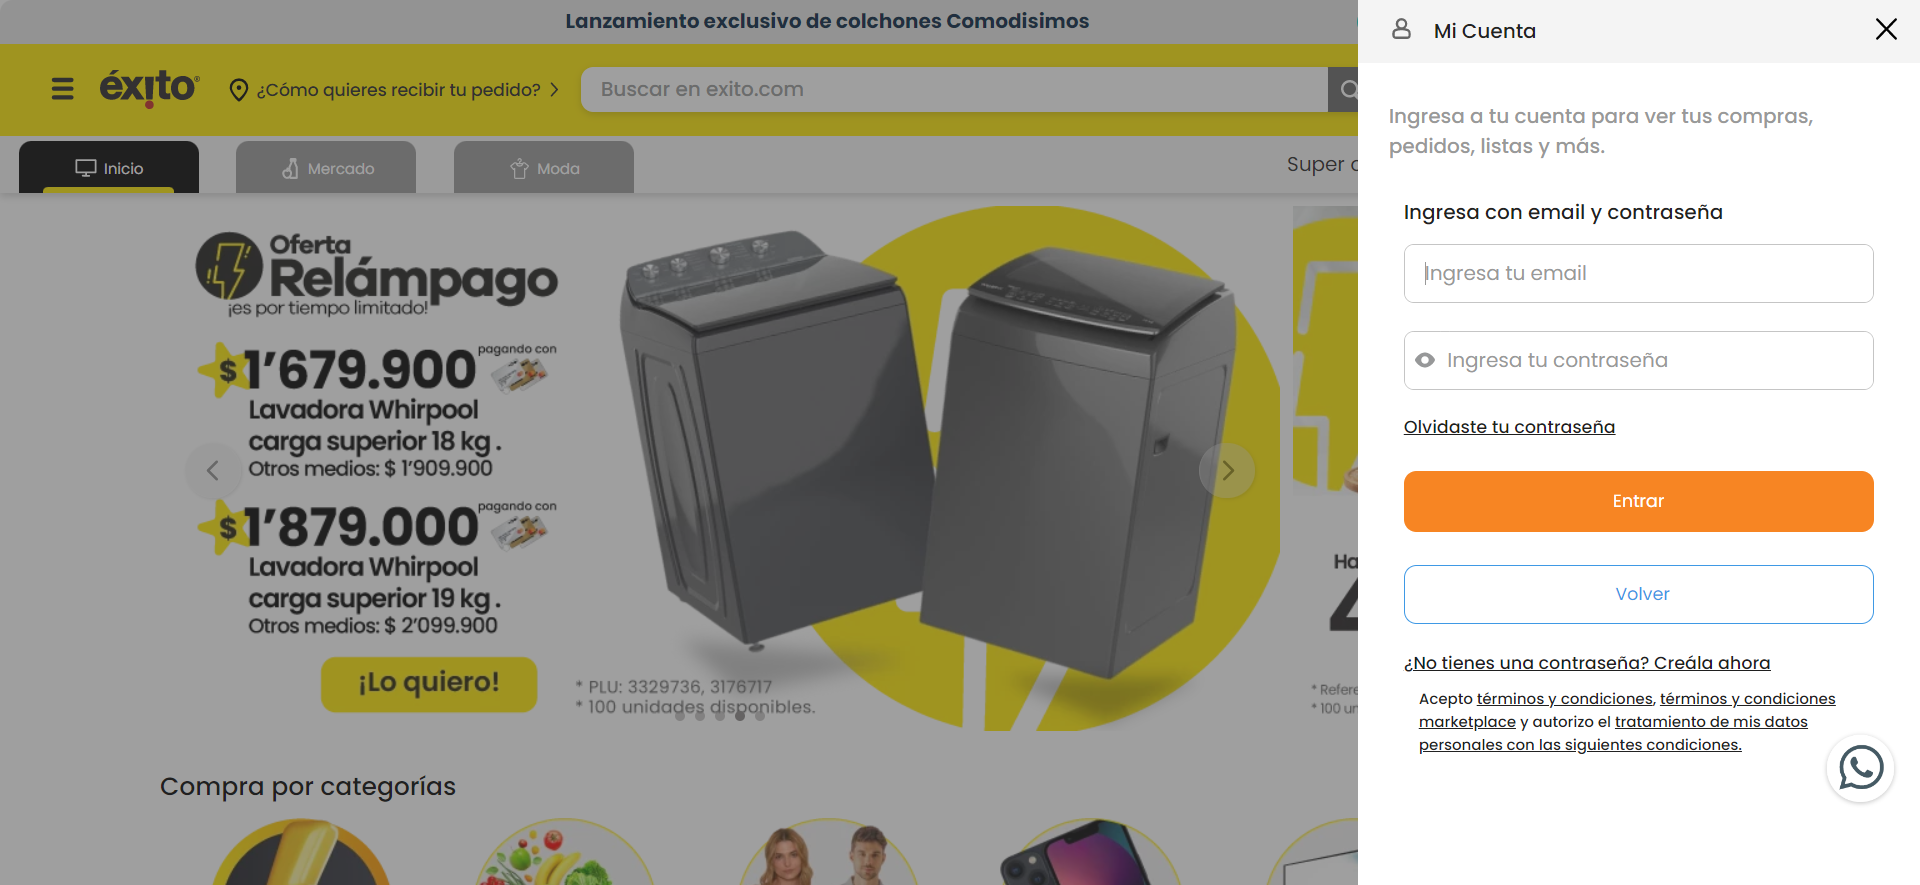 Lanzamiento exclusivo de colchones Comodisimos
éxito
¿Cómo quieres recibir tu pedido?
Buscar en exito.com
Inicio
Mercado
Moda
Super
Oferta
Relámpago
¡es por tiempo limitado!
$1'679.900
pagando con
Lavadora Whirpool
carga superior 18 kg.
Otros medios: $ 1'909.900
$1'879.000
pagando con
Lavadora Whirpool
carga superior 19 kg.
Otros medios: $ 2'099.900
¡Lo quiero!
* PLU: 3329736, 3176717
* 100 unidades disponibles.
Compra por categorías
Mi Cuenta
Ingresa a tu cuenta para ver tus compras,
pedidos, listas y más.
Ingresa con email y contraseña
Ingresa tu email
Ingresa tu contraseña
Olvidaste tu contraseña
Entrar
Volver
¿No tienes una contraseña? Creála ahora
Acepto términos y condiciones, términos y condiciones
marketplace y autorizo el tratamiento de mis datos
personales con las siguientes condiciones.